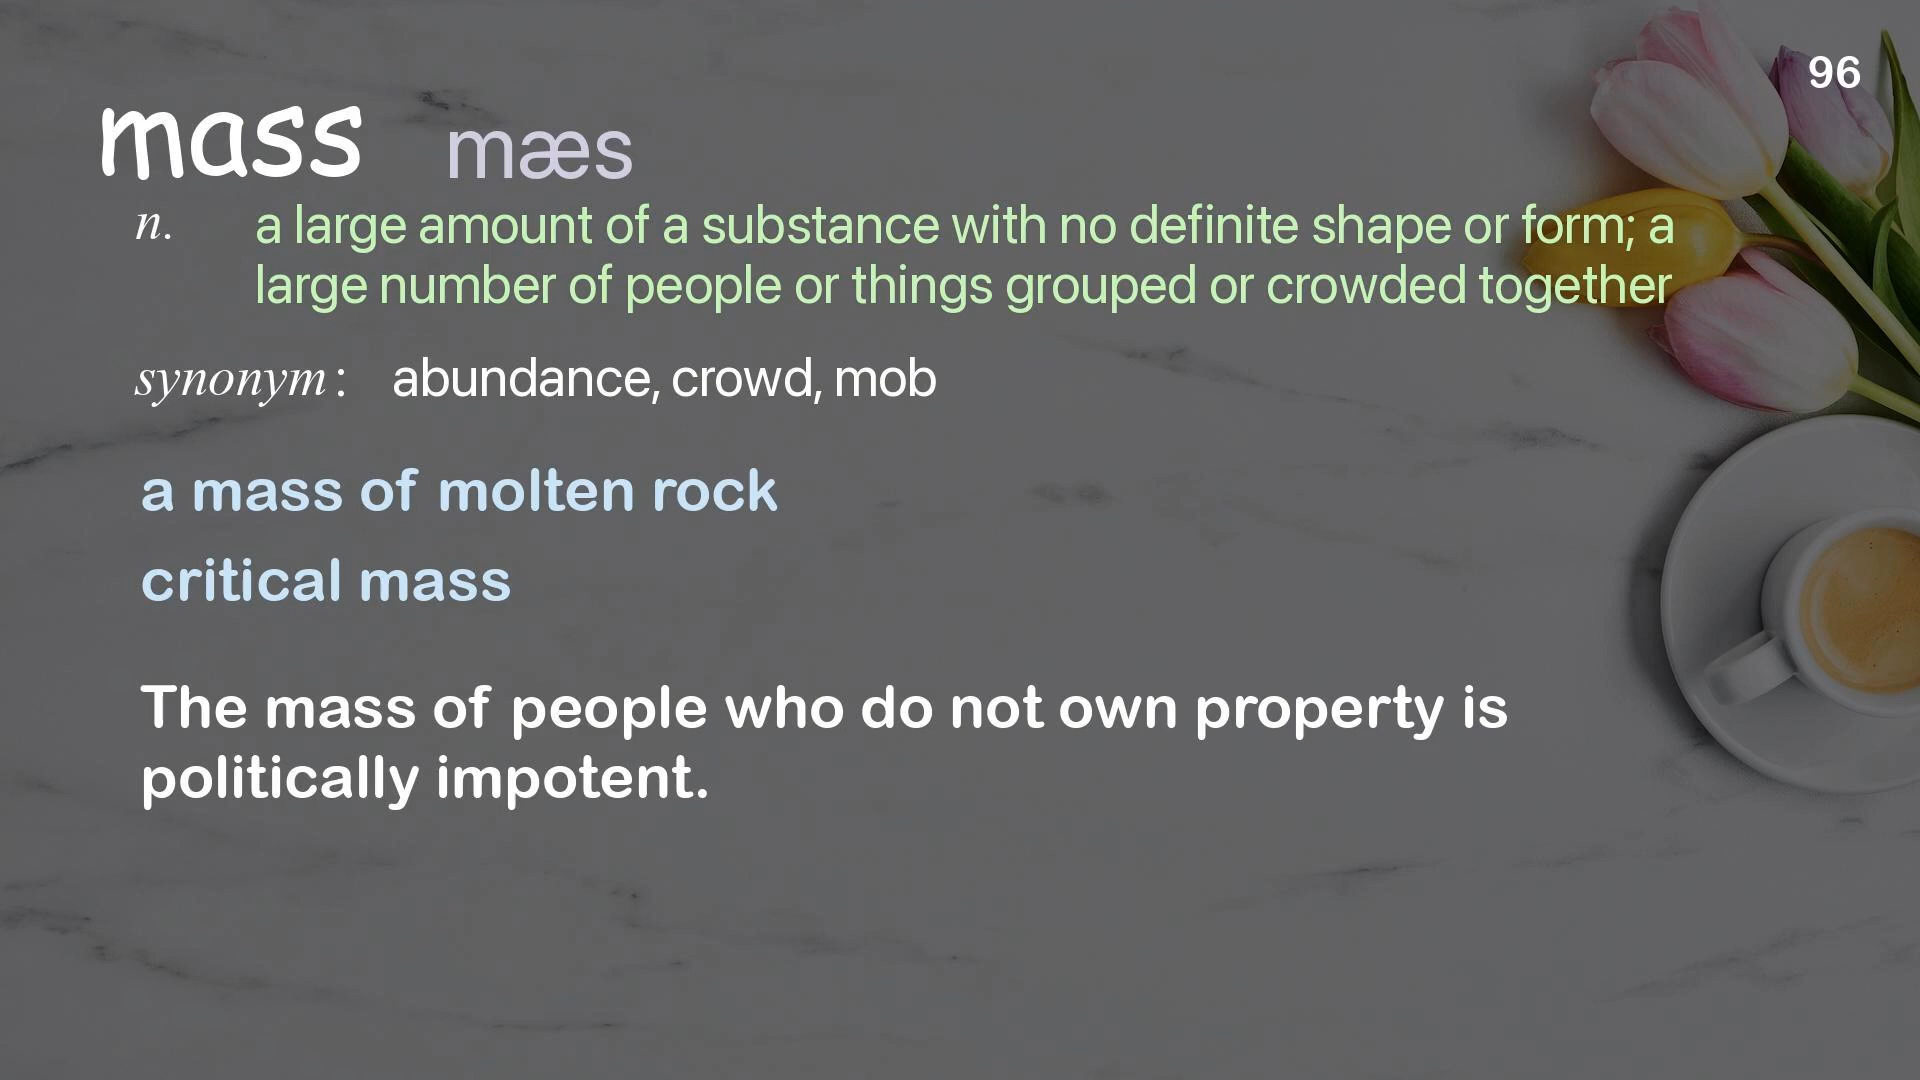 96
mass mæs
n. a large amount of a substance with no definite shape or form; a
large number of people or things grouped or crowded together
synonym : abundance, crowd, mob
a mass of molten rock
critical mass
The mass of people who do not own property is
politically impotent.